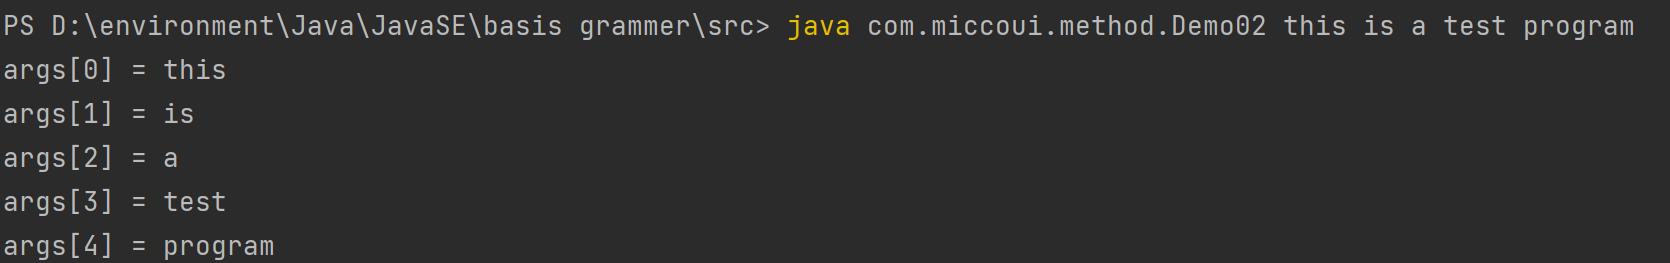 PS D:\environment\Java\JavaSE\basis grammer\src> java com.miccoui.method.Demo02 this is a test program
args[0] = this
args[1] = is
args[2] = a
args[3] = test
args[4] = program